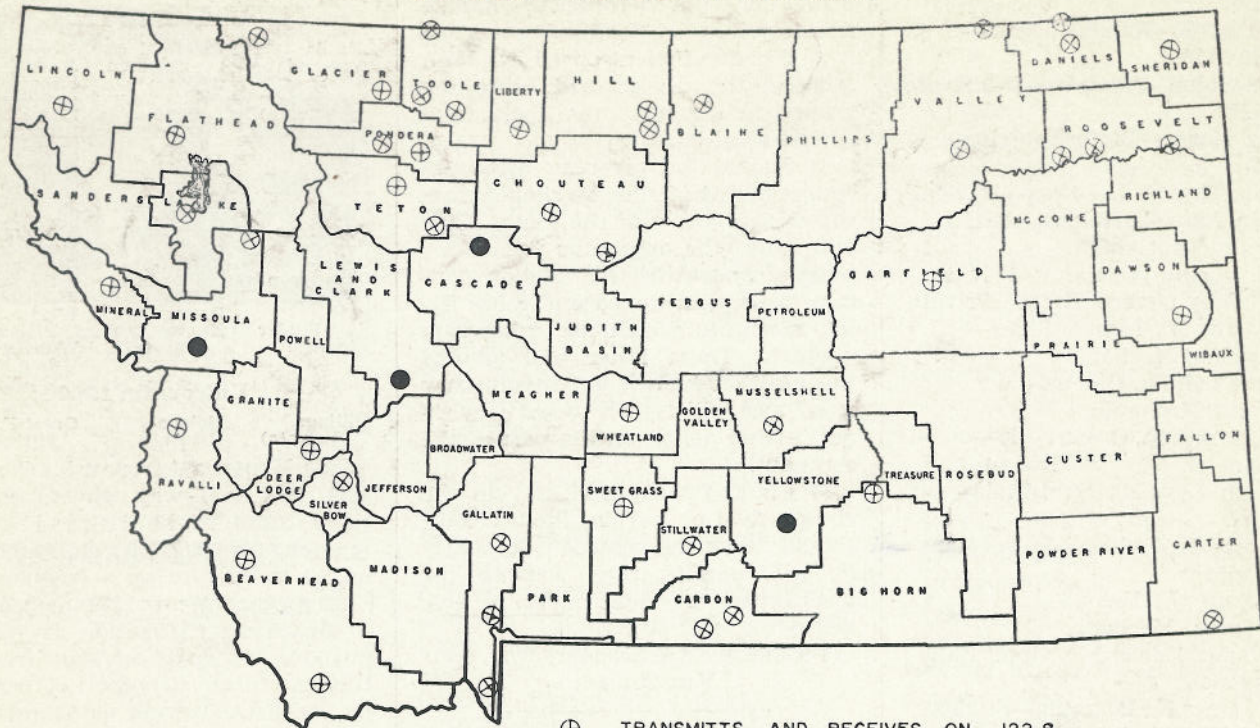 LINCOLN
FLATHEAD
GLACIER
TOOLE
LIBERTY
HILL
BLAINE
PHILLIPS
VALLEY
DANIELS
SHERIDAN
ROOSEVELT
PONDERA
SANDERS
LAKE
TETON
CHOUTEAU
MCCONE
RICHLAND
LEWIS
AND
CLARK
CASCADE
FERGUS
PETROLEUM
GARFIELD
DAWSON
MINERAL
MISSOULA
POWELL
JUDITH
BASIN
PRAIRIE
WIBAUX
GRANITE
MEAGHER
WHEATLAND
GOLDEN
VALLEY
MUSSELSHELL
BROADWATER
RAVALLI
DEER
LODGE
SILVER
BOW
JEFFERSON
GALLATIN
SWEET GRASS
STILLWATER
YELLOWSTONE
TREASURE
ROSEBUD
CUSTER
FALLON
BEAVERHEAD
MADISON
PARK
CARBON
BIG HORN
POWDER RIVER
CARTER
TRANSMITTS AND RECEIVES ON 122.8